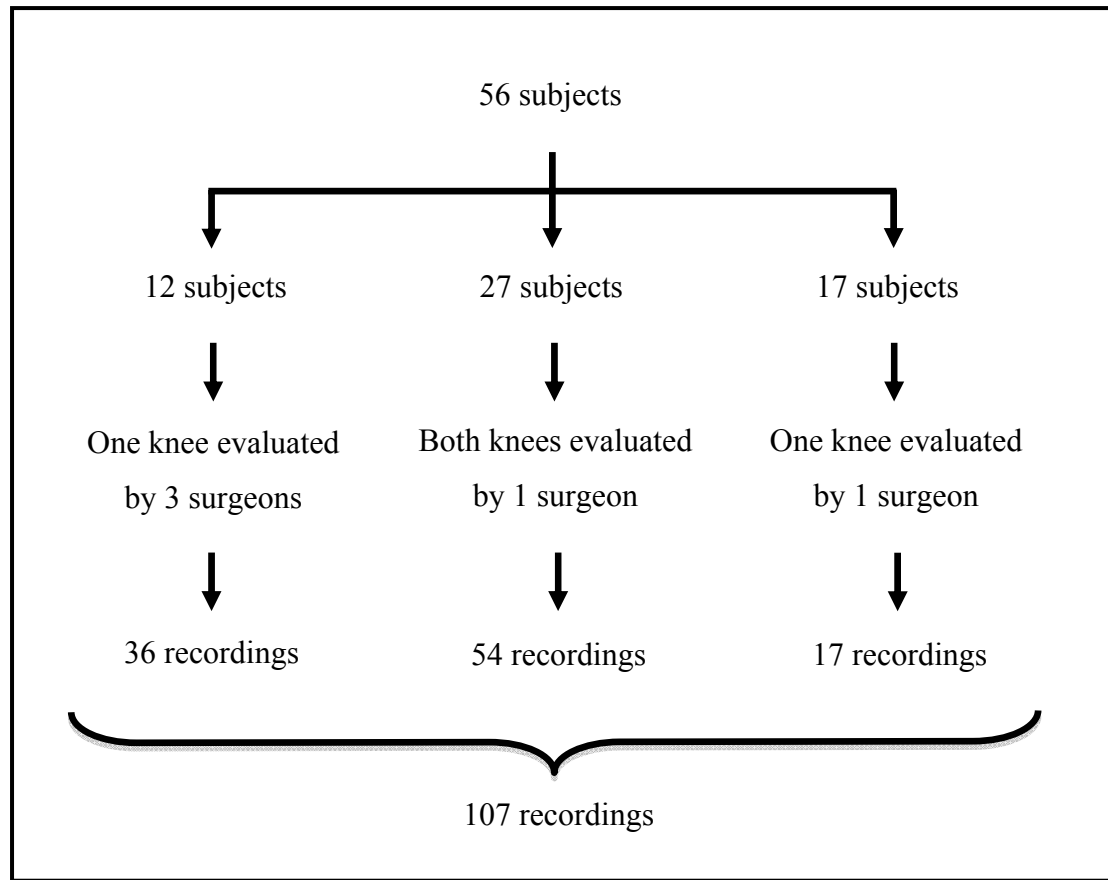 56 subjects
12 subjects
27 subjects
17 subjects
One knee evaluated
by 3 surgeons
Both knees evaluated
by 1 surgeon
One knee evaluated
by 1 surgeon
36 recordings
54 recordings
17 recordings
107 recordings